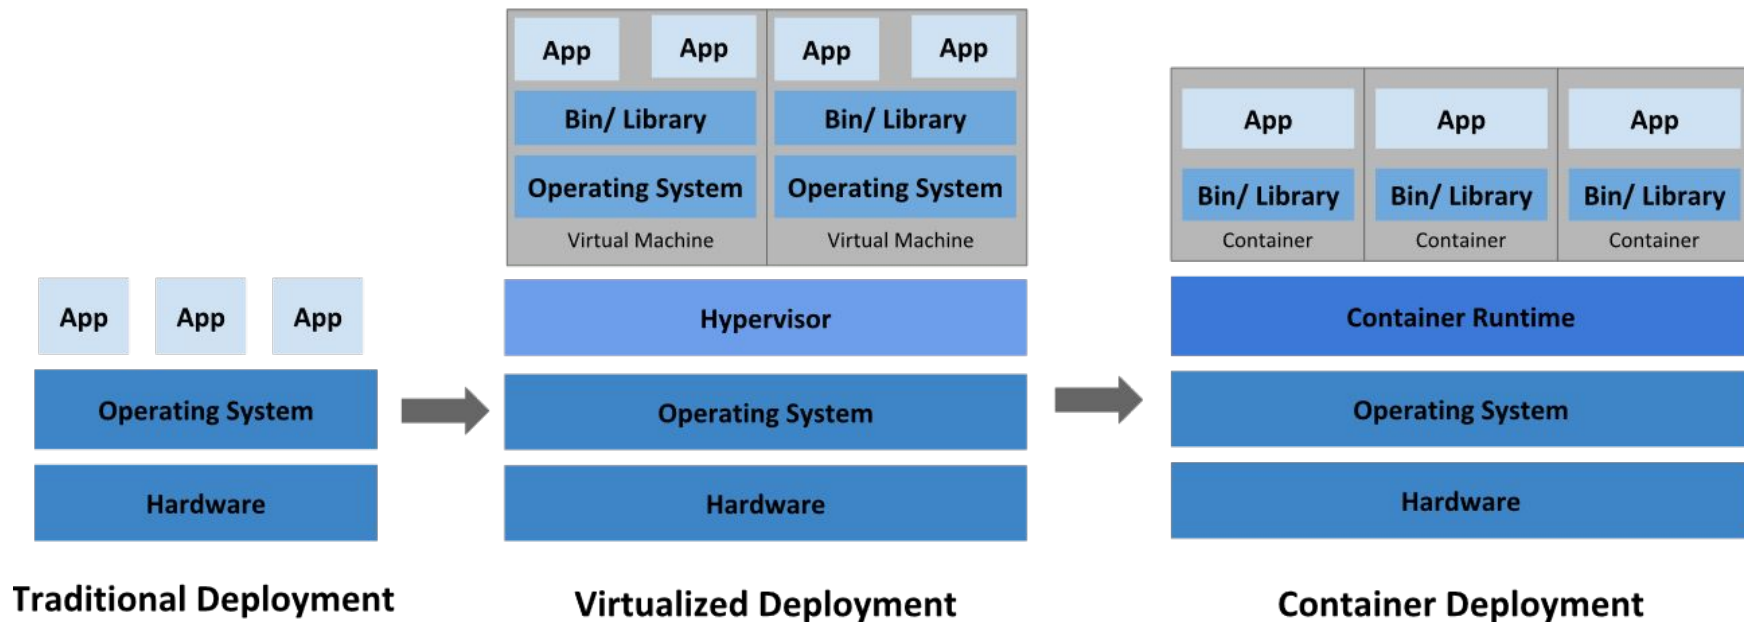 App App App
Operating System
Hardware
Traditional Deployment
App App App App
Bin/ Library Bin/ Library
Operating System Operating System
Virtual Machine Virtual Machine
Hypervisor
Operating System
Hardware
Virtualized Deployment
App App App
Bin/ Library Bin/ Library Bin/ Library
Container Container Container
Container Runtime
Operating System
Hardware
Container Deployment